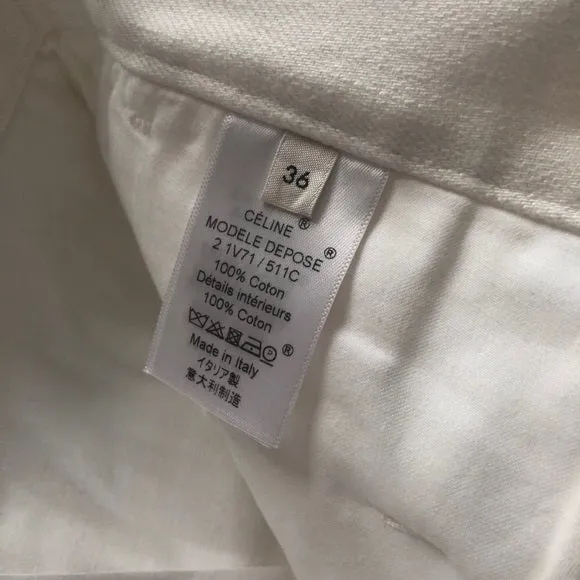 36
CÉLINE®
MODELE DEPOSE®
2 1V71 / 511C
100% Coton
Détails intérieurs
100% Coton
®
Made in Italy
イタリア製
意大利制造